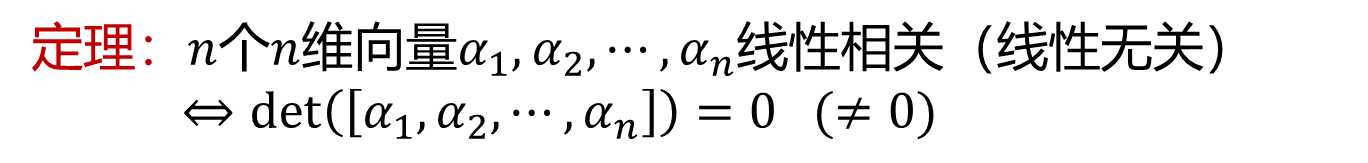 定理：n个n维向量α₁, α₂, ⋯ , αₙ线性相关（线性无关）
⇔ det([α₁, α₂, ⋯ , αₙ]) = 0 (≠ 0)